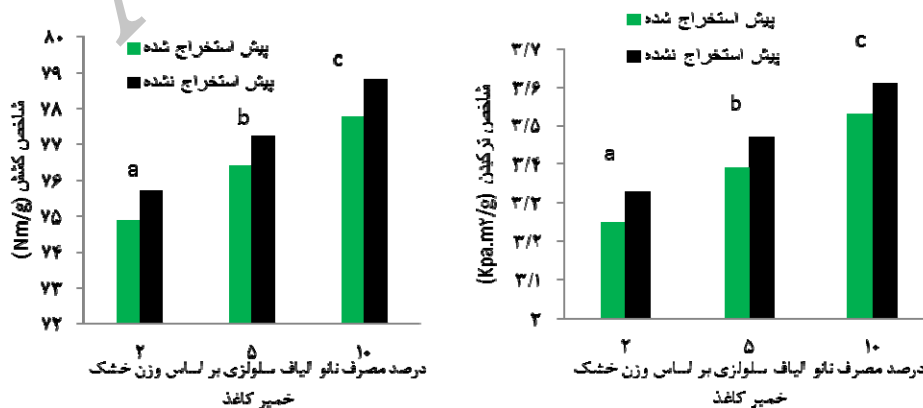 پیش استخراج شده
پیش استخراج نشده
شاخص کشش (Nm/g)
۸۰
۷۹
۷۸
۷۷
۷۶
۷۵
۷۴
۷۳
۷۲
a
b
c
۲
۵
۱۰
درصد مصرف نانو الیاف سلولزی بر اساس وزن خشک
خمیر کاغذ
پیش استخراج شده
پیش استخراج نشده
شاخص ترکیدن (Kpa.m۲/g)
۳/۷
۳/۶
۳/۵
۳/۴
۳/۳
۳/۲
۳/۱
۳
a
b
c
۲
۵
۱۰
درصد مصرف نانو الیاف سلولزی بر اساس وزن خشک
خمیر کاغذ